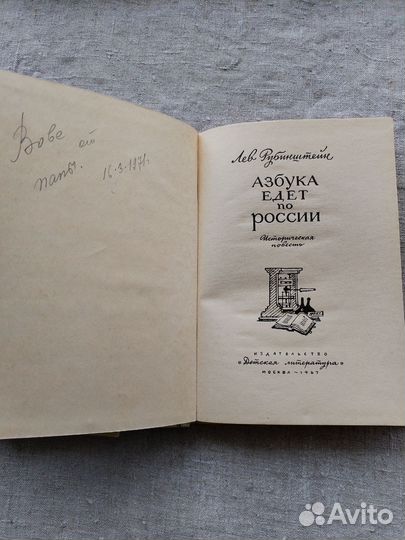 Вове от
папы. 16.3.1971г.
Лев Рубинштейн
АЗБУКА
ЕДЕТ
ПО
РОССИИ
Историческая
повесть
ИЗДАТЕЛЬСТВО
"Детская литература"
МОСКВА - 1967
Avito